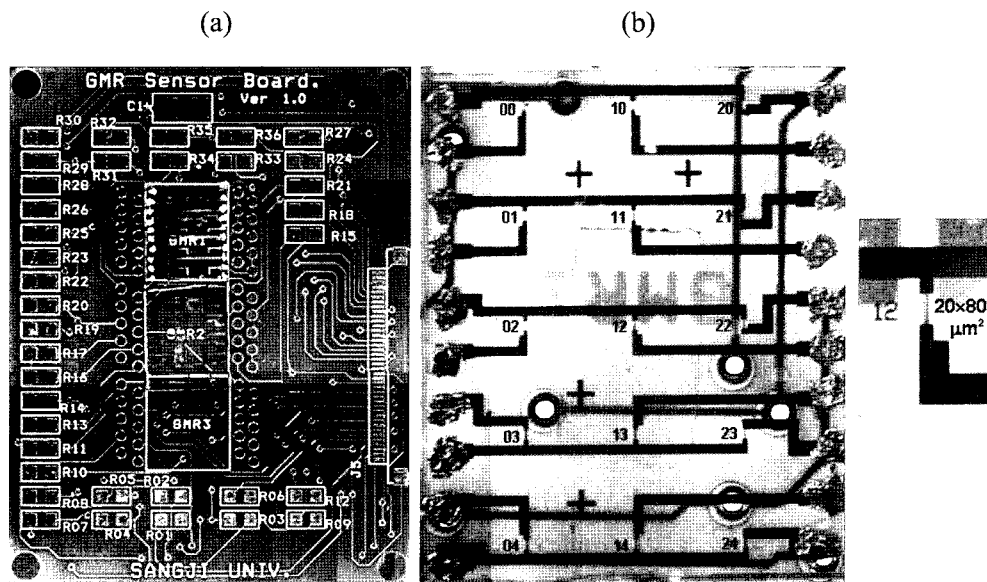 (a)
(b)
GMR Sensor Board.
Ver 1.0
C1
R30
R32
R35
R36
R27
R29
R31
R34
R33
R24
R28
R21
R26
R18
R25
R15
R23
GMR1
R22
R20
R19
R17
R16
R14
R13
GMR3
R11
R10
R05
R02
R06
R12
R08
R07
R04
R01
R03
R09
J3
SANGJI UNIV.
00
10
20
01
11
21
02
12
22
03
13
23
04
14
24
12
20×80
μm²